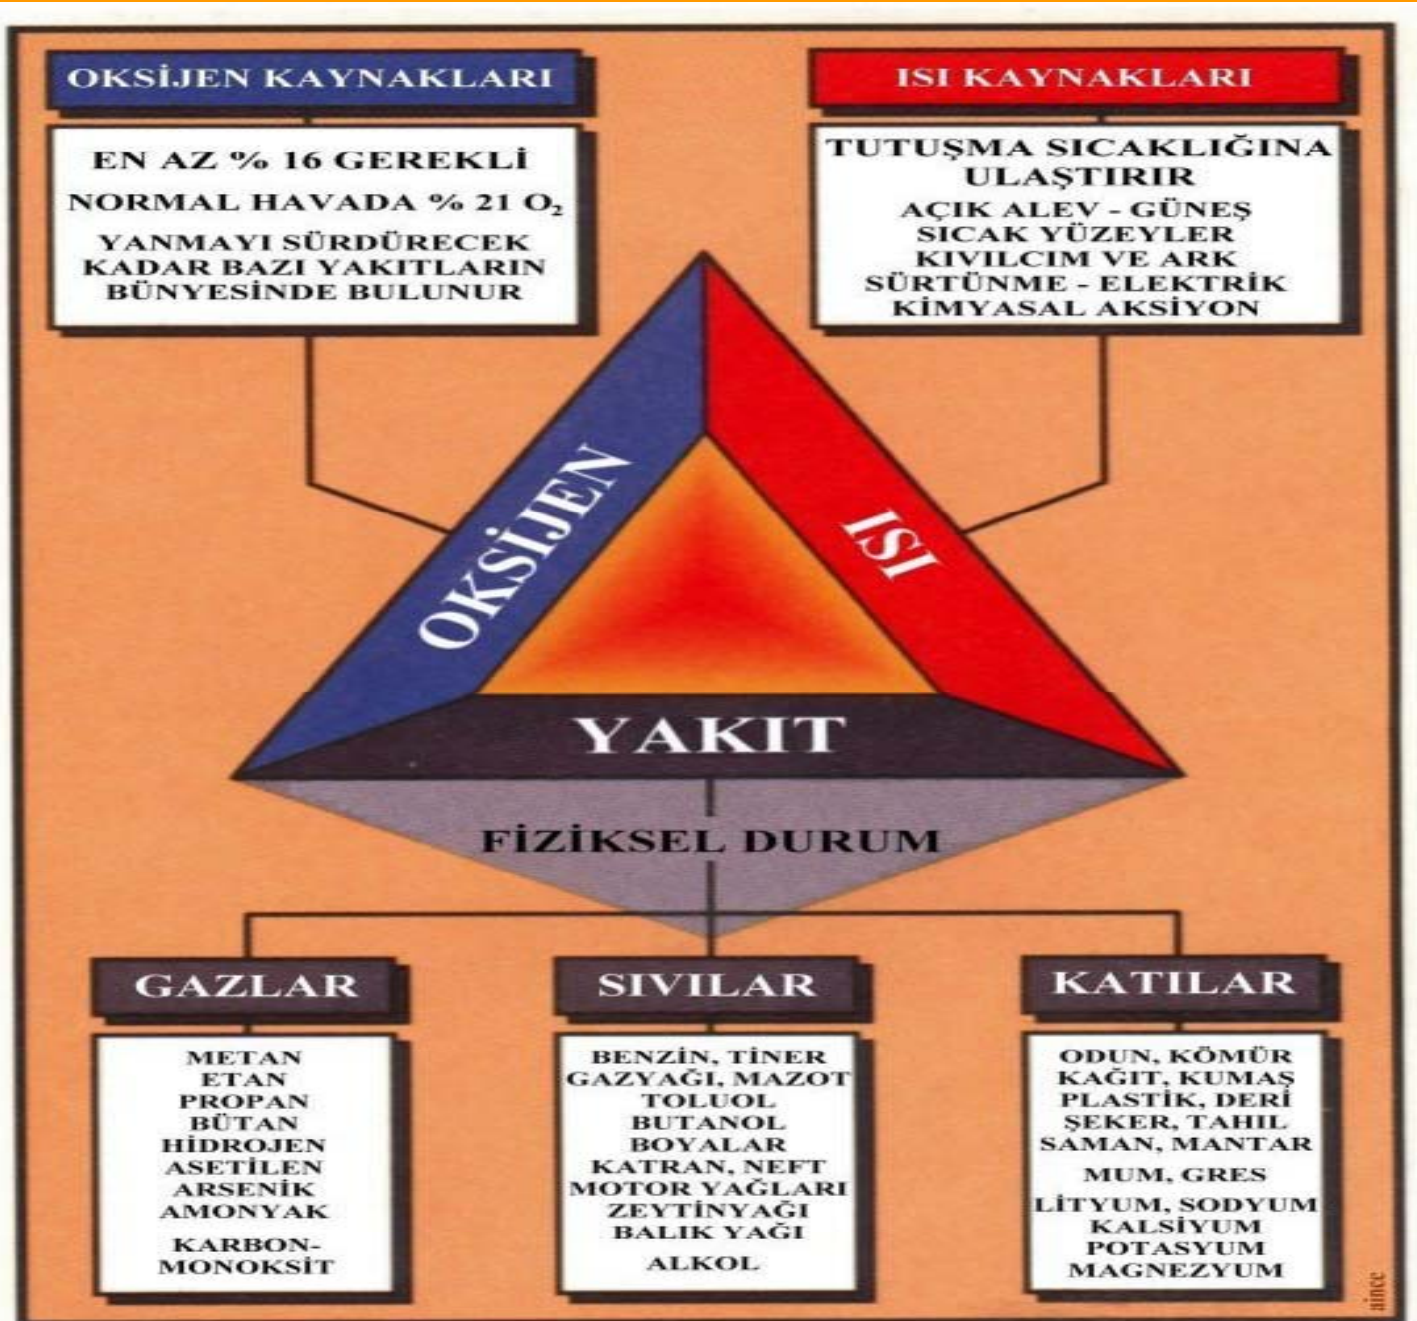 OKSİJEN KAYNAKLARI
EN AZ % 16 GEREKLİ
NORMAL HAVADA % 21 O₂
YANMAYI SÜRDÜRECEK
KADAR BAZI YAKITLARIN
BÜNYESİNDE BULUNUR
ISI KAYNAKLARI
TUTUŞMA SICAKLIĞINA
ULAŞTIRIR
AÇIK ALEV - GÜNEŞ
SICAK YÜZEYLER
KIVILCIM VE ARK
SÜRTÜNME - ELEKTRİK
KİMYASAL AKSİYON
OKSİJEN
ISI
YAKIT
FİZİKSEL DURUM
GAZLAR
METAN
ETAN
PROPAN
BÜTAN
HİDROJEN
ASETİLEN
ARSENİK
AMONYAK
KARBON-
MONOKSİT
SIVILAR
BENZİN, TİNER
GAZYAĞI, MAZOT
TOLUOL
BUTANOL
BOYALAR
KATRAN, NEFT
MOTOR YAĞLARI
ZEYTİNYAĞI
BALIK YAĞI
ALKOL
KATILAR
ODUN, KÖMÜR
KAĞIT, KUMAŞ
PLASTİK, DERİ
ŞEKER, TAHIL
SAMAN, MANTAR
MUM, GRES
LİTYUM, SODYUM
KALSİYUM
POTASYUM
MAGNEZYUM
aince